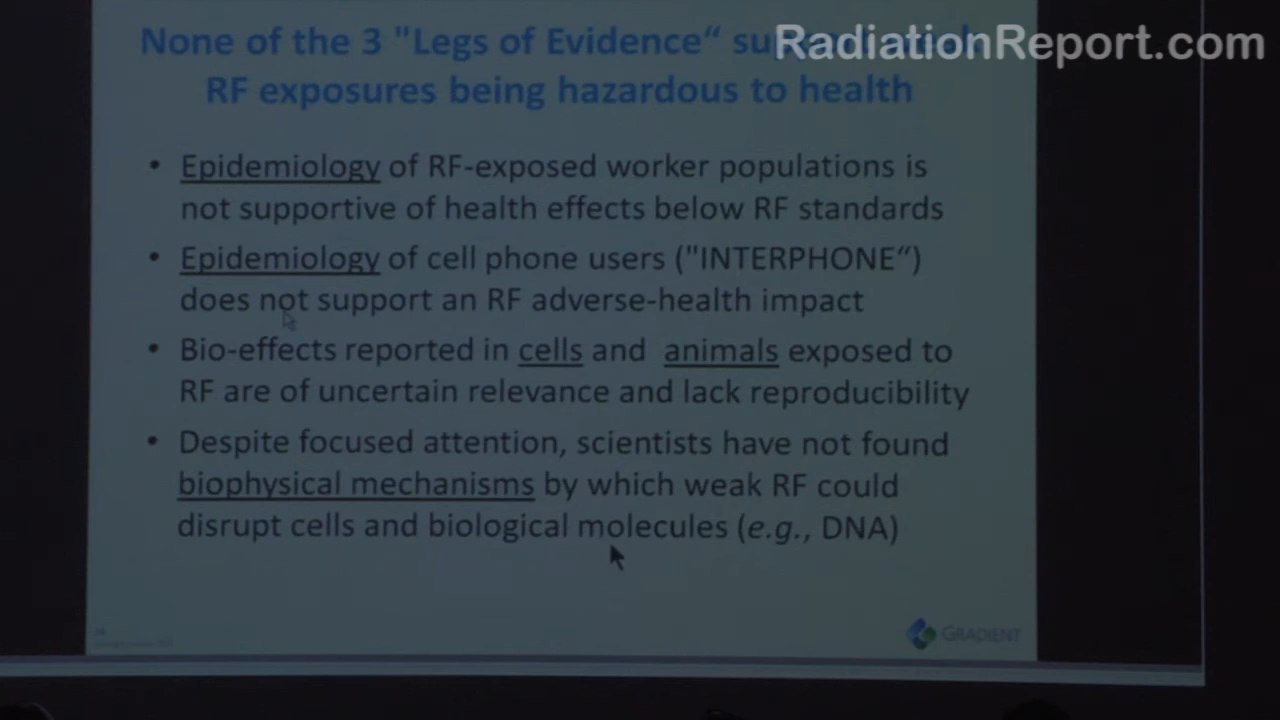 None of the 3 "Legs of Evidence“
RadiationReport.com
RF exposures being hazardous to health
• Epidemiology of RF-exposed worker populations is
not supportive of health effects below RF standards
• Epidemiology of cell phone users ("INTERPHONE“)
does not support an RF adverse-health impact
• Bio-effects reported in cells and animals exposed to
RF are of uncertain relevance and lack reproducibility
• Despite focused attention, scientists have not found
biophysical mechanisms by which weak RF could
disrupt cells and biological molecules (e.g., DNA)
GRADIENT